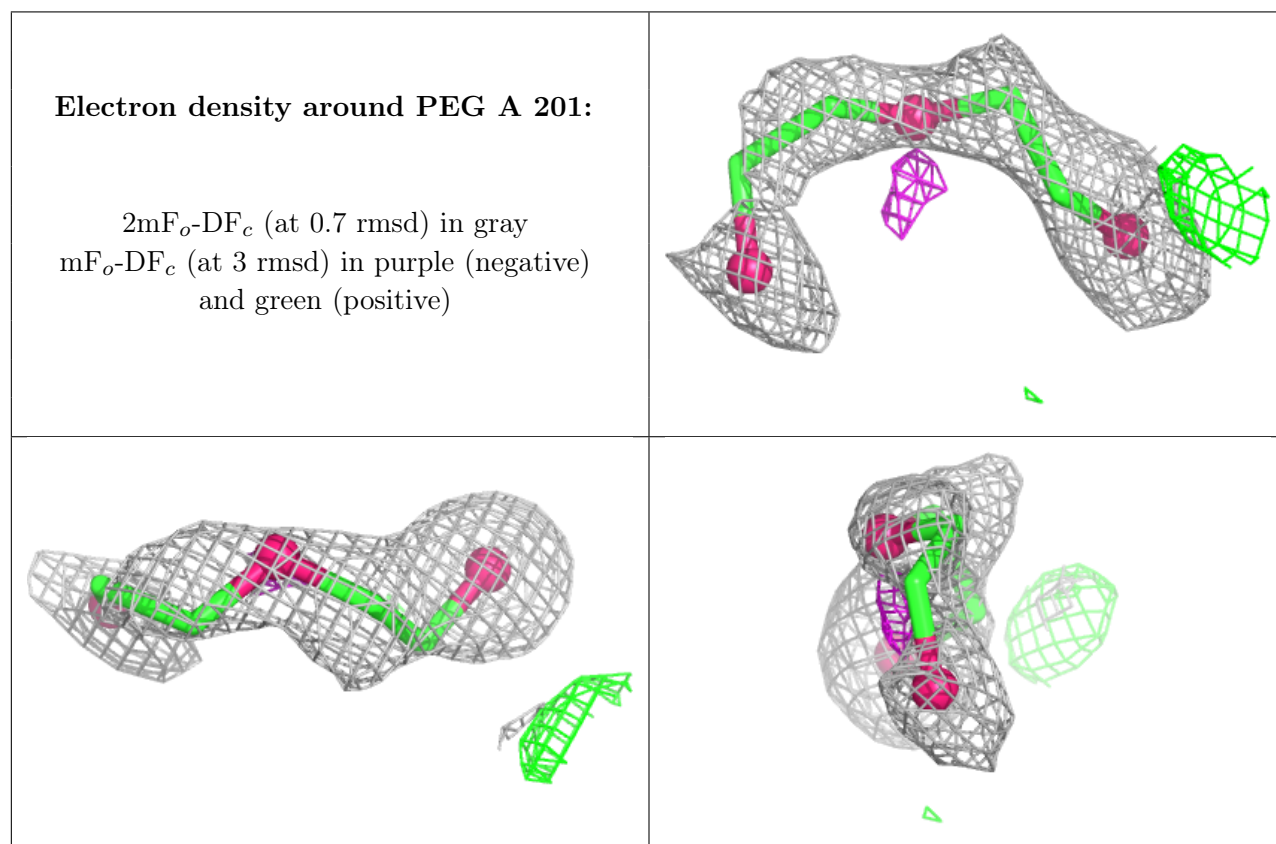 Electron density around PEG A 201:
2mFₒ-DF𝒸 (at 0.7 rmsd) in gray
mFₒ-DF𝒸 (at 3 rmsd) in purple (negative)
and green (positive)